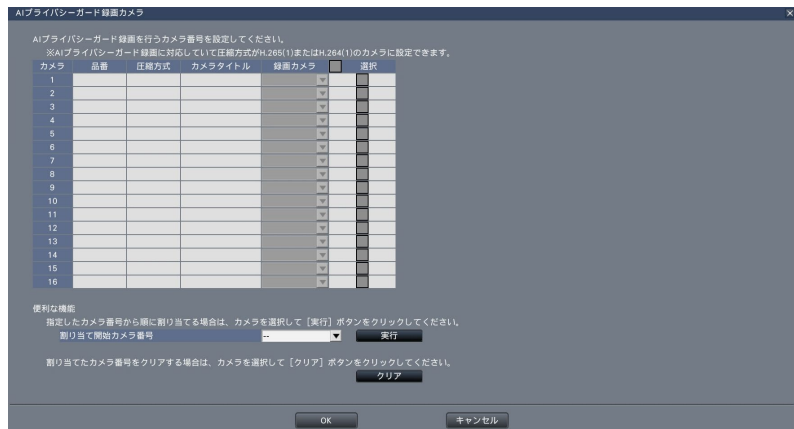 AIプライバシーガード録画カメラ ×
AIプライバシーガード録画を行うカメラ番号を設定してください。
※AIプライバシーガード録画に対応していて圧縮方式がH.265(1)またはH.264(1)のカメラに設定できます。
カメラ 品番 圧縮方式 カメラタイトル 録画カメラ 選択
1
2
3
4
5
6
7
8
9
10
11
12
13
14
15
16
便利な機能
指定したカメラ番号から順に割り当てる場合は、カメラを選択して［実行］ボタンをクリックしてください。
割り当て開始カメラ番号 -- 実行
割り当てたカメラ番号をクリアする場合は、カメラを選択して［クリア］ボタンをクリックしてください。
クリア
OK キャンセル